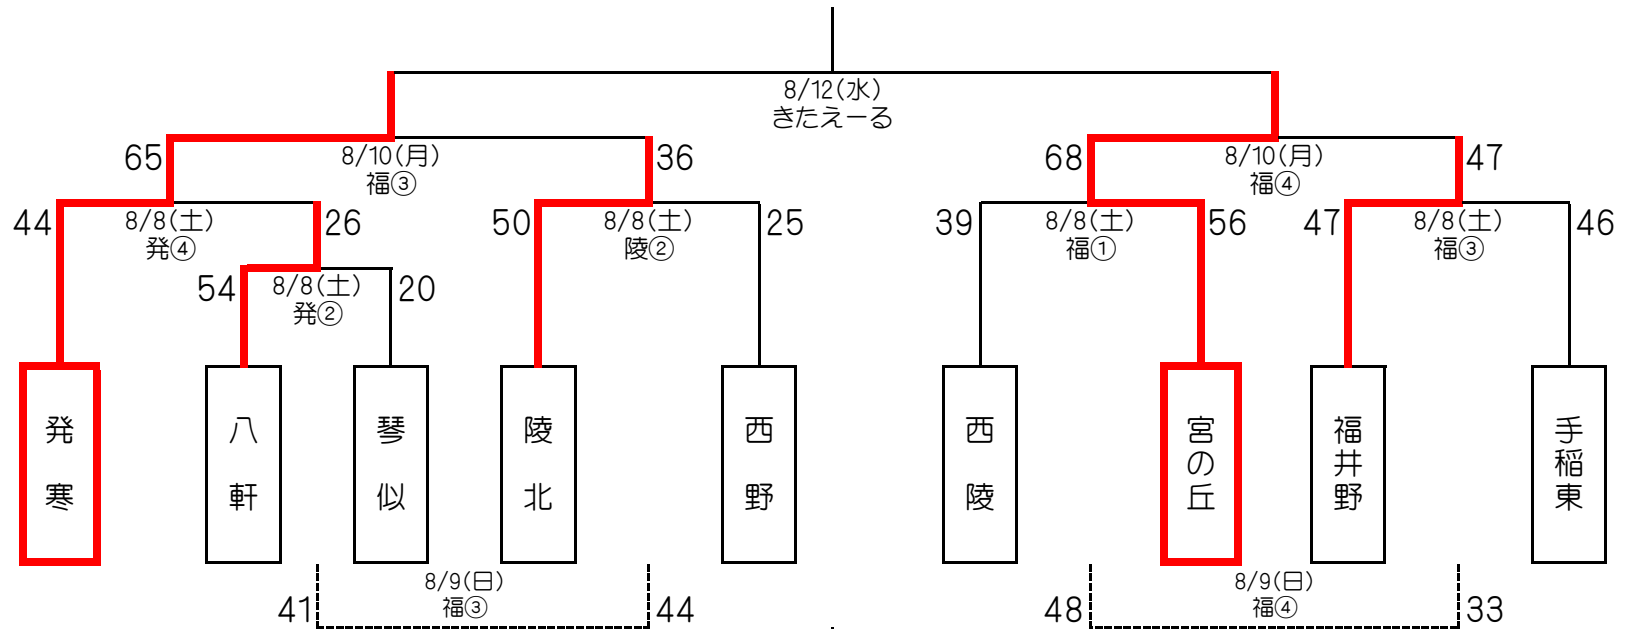 8/12(水)
きたえーる
65
8/10(月)
福③
36
68
8/10(月)
福④
47
44
8/8(土)
発④
26
50
8/8(土)
陵②
25
39
8/8(土)
福①
56
47
8/8(土)
福③
46
54
8/8(土)
発②
20
発寒
八軒
琴似
陵北
西野
西陵
宮の丘
福井野
手稲東
41
8/9(日)
福③
44
48
8/9(日)
福④
33